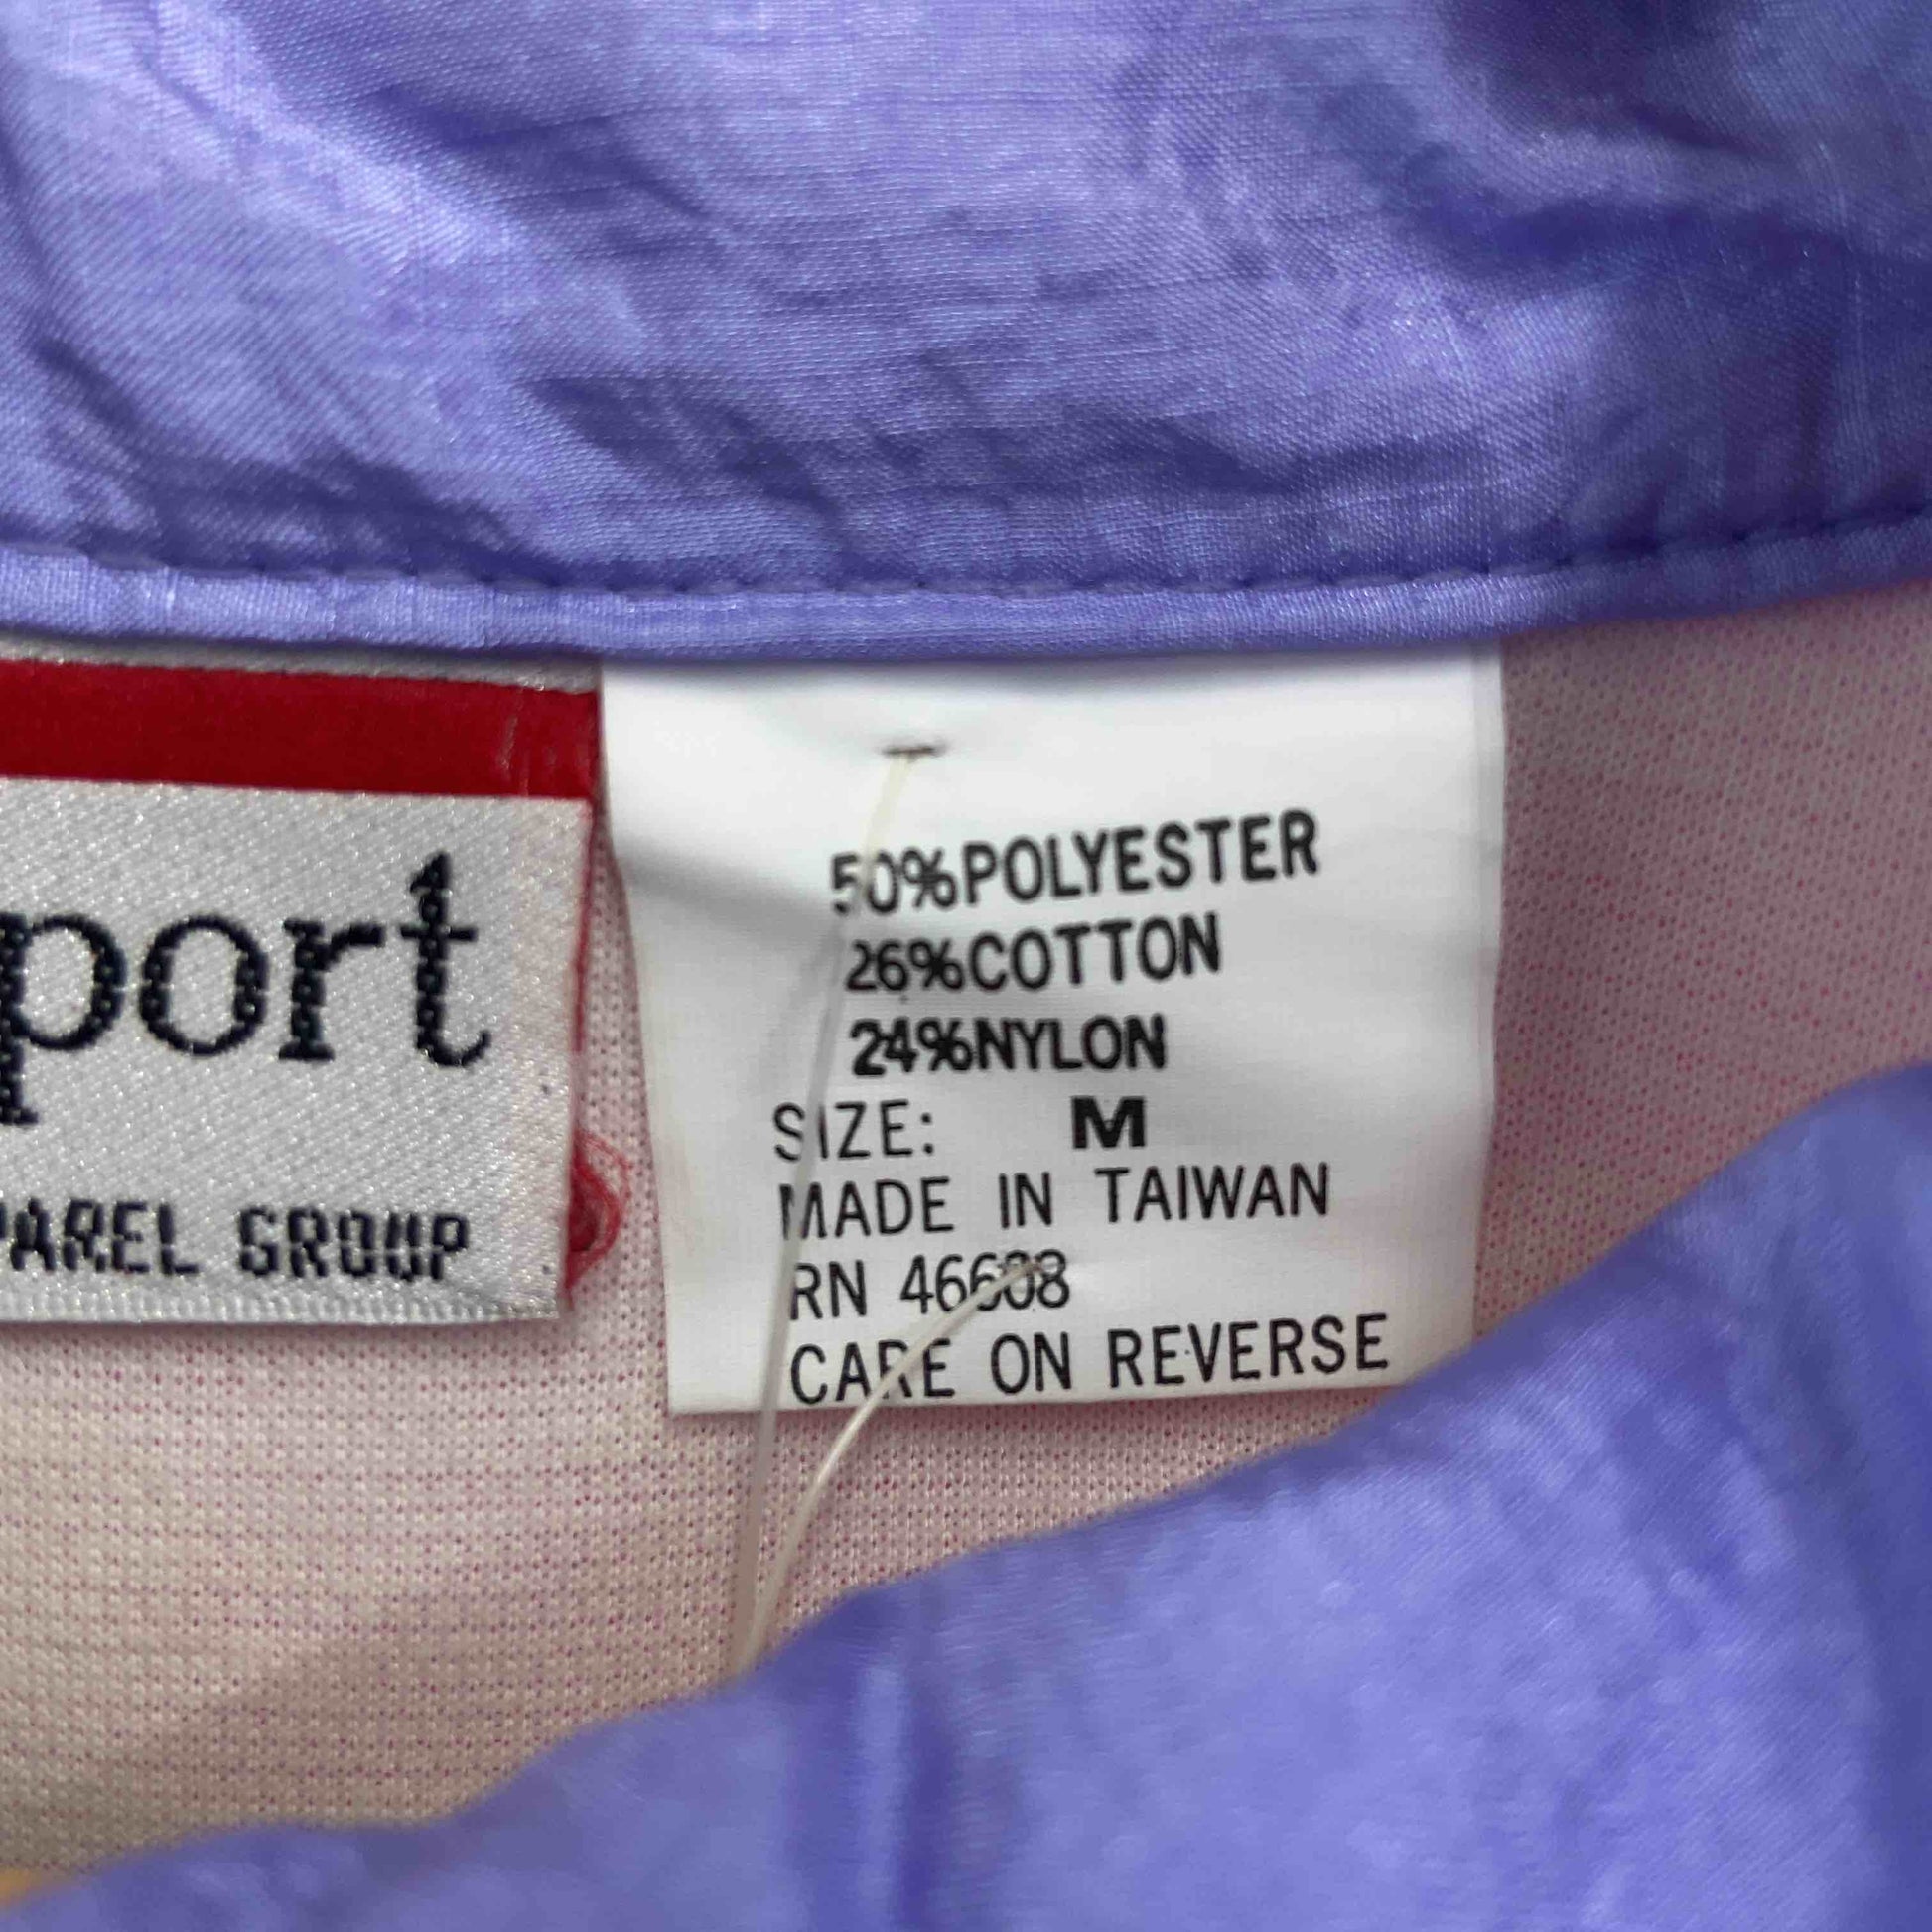 port
PAREL GROUP
50%POLYESTER
26%COTTON
24%NYLON
SIZE: M
MADE IN TAIWAN
RN 46608
CARE ON REVERSE